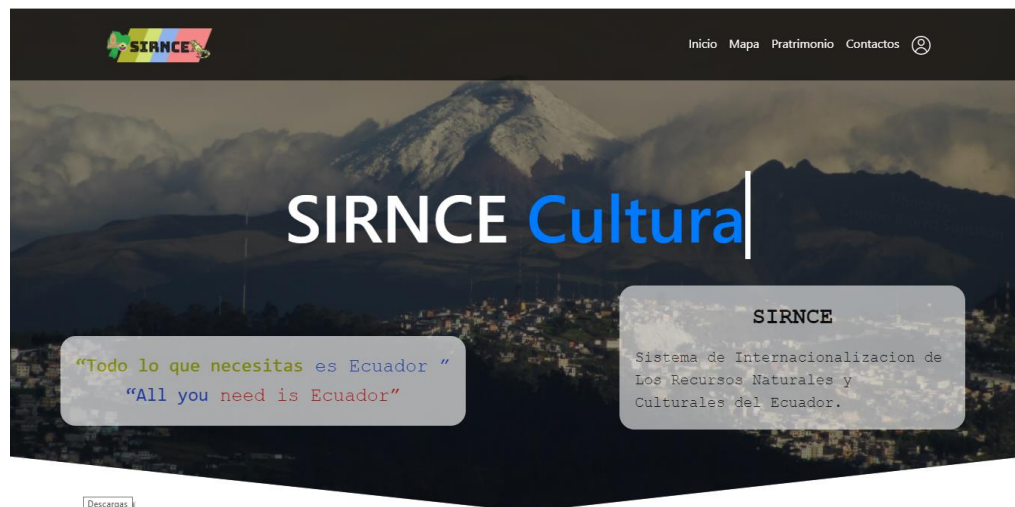 SIRNCE
Inicio Mapa Pratrimonio Contactos
SIRNCE Cultura
SIRNCE
Sistema de Internacionalizacion de
Los Recursos Naturales y
Culturales del Ecuador.
“Todo lo que necesitas es Ecuador ”
“All you need is Ecuador”
Descargas